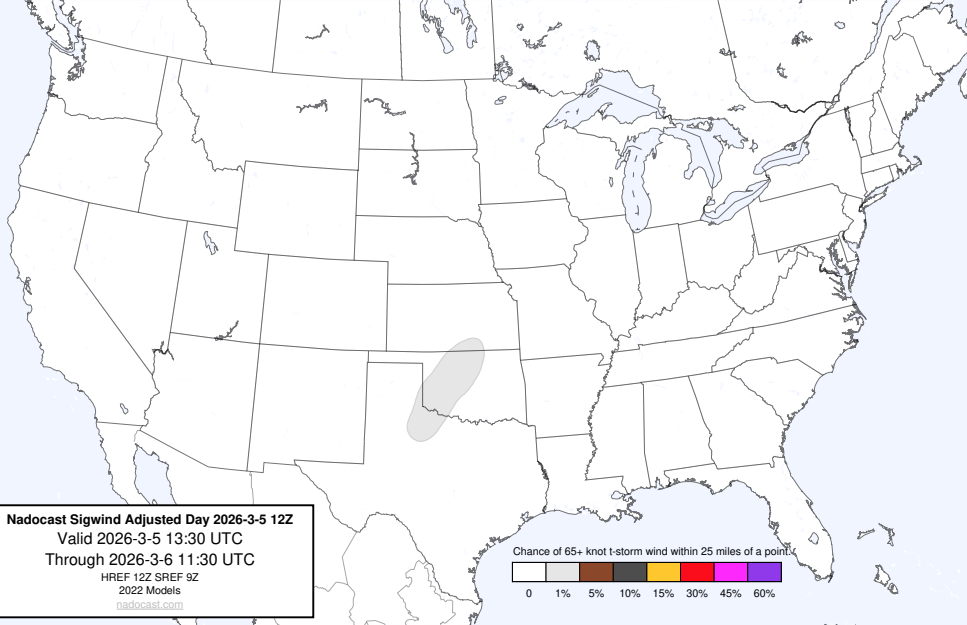 Nadocast Sigwind Adjusted Day 2026-3-5 12Z
Valid 2026-3-5 13:30 UTC
Through 2026-3-6 11:30 UTC
HREF 12Z SREF 9Z
2022 Models
nadocast.com
Chance of 65+ knot t-storm wind within 25 miles of a point.
0 1% 5% 10% 15% 30% 45% 60%